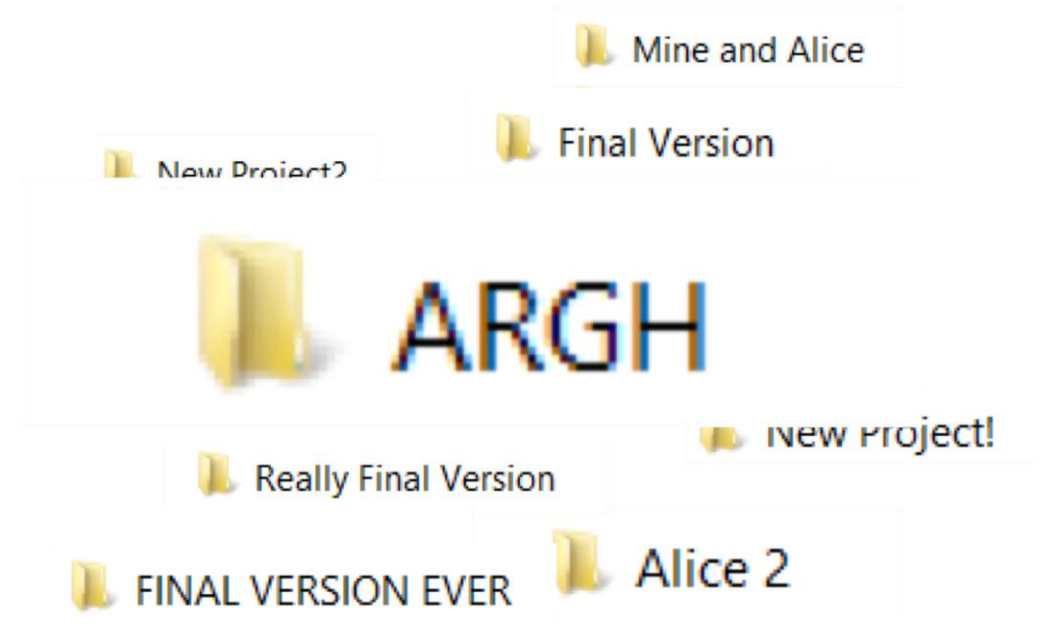 Mine and Alice
Final Version
New Project2
ARGH
New Project!
Really Final Version
Alice 2
FINAL VERSION EVER